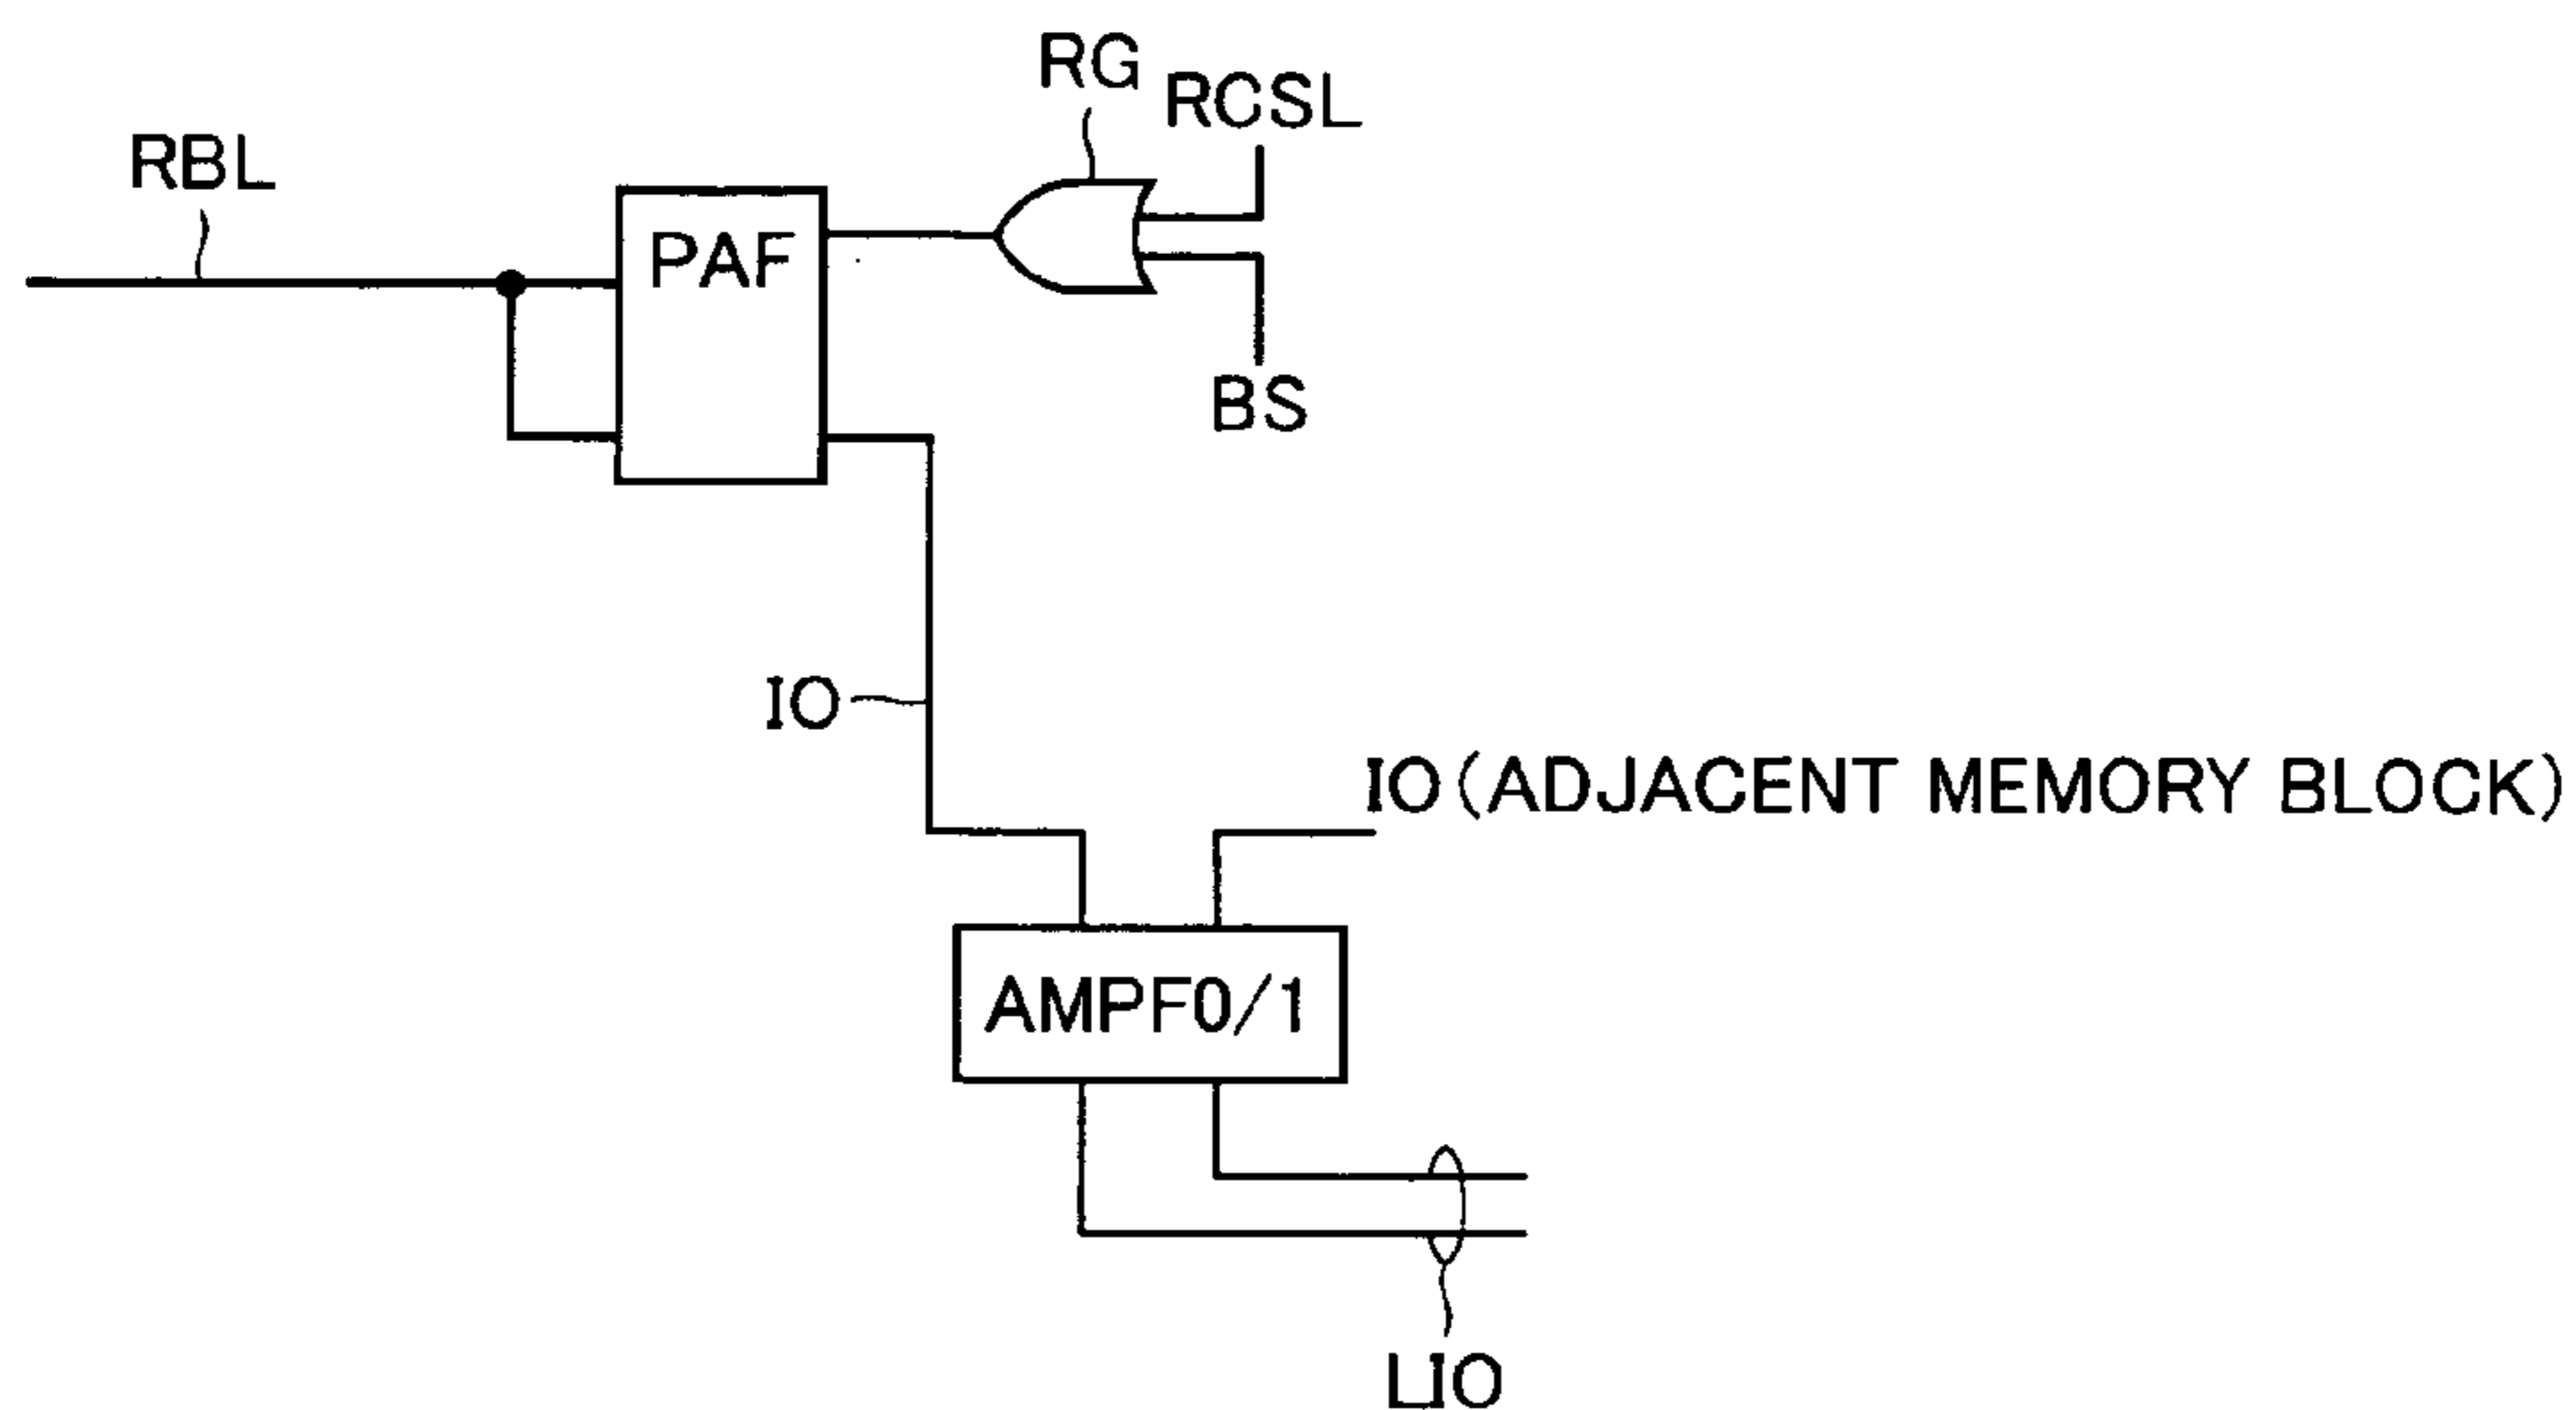 RG
RCSL
RBL
PAF
BS
IO
IO (ADJACENT MEMORY BLOCK)
AMPF0/1
LIO